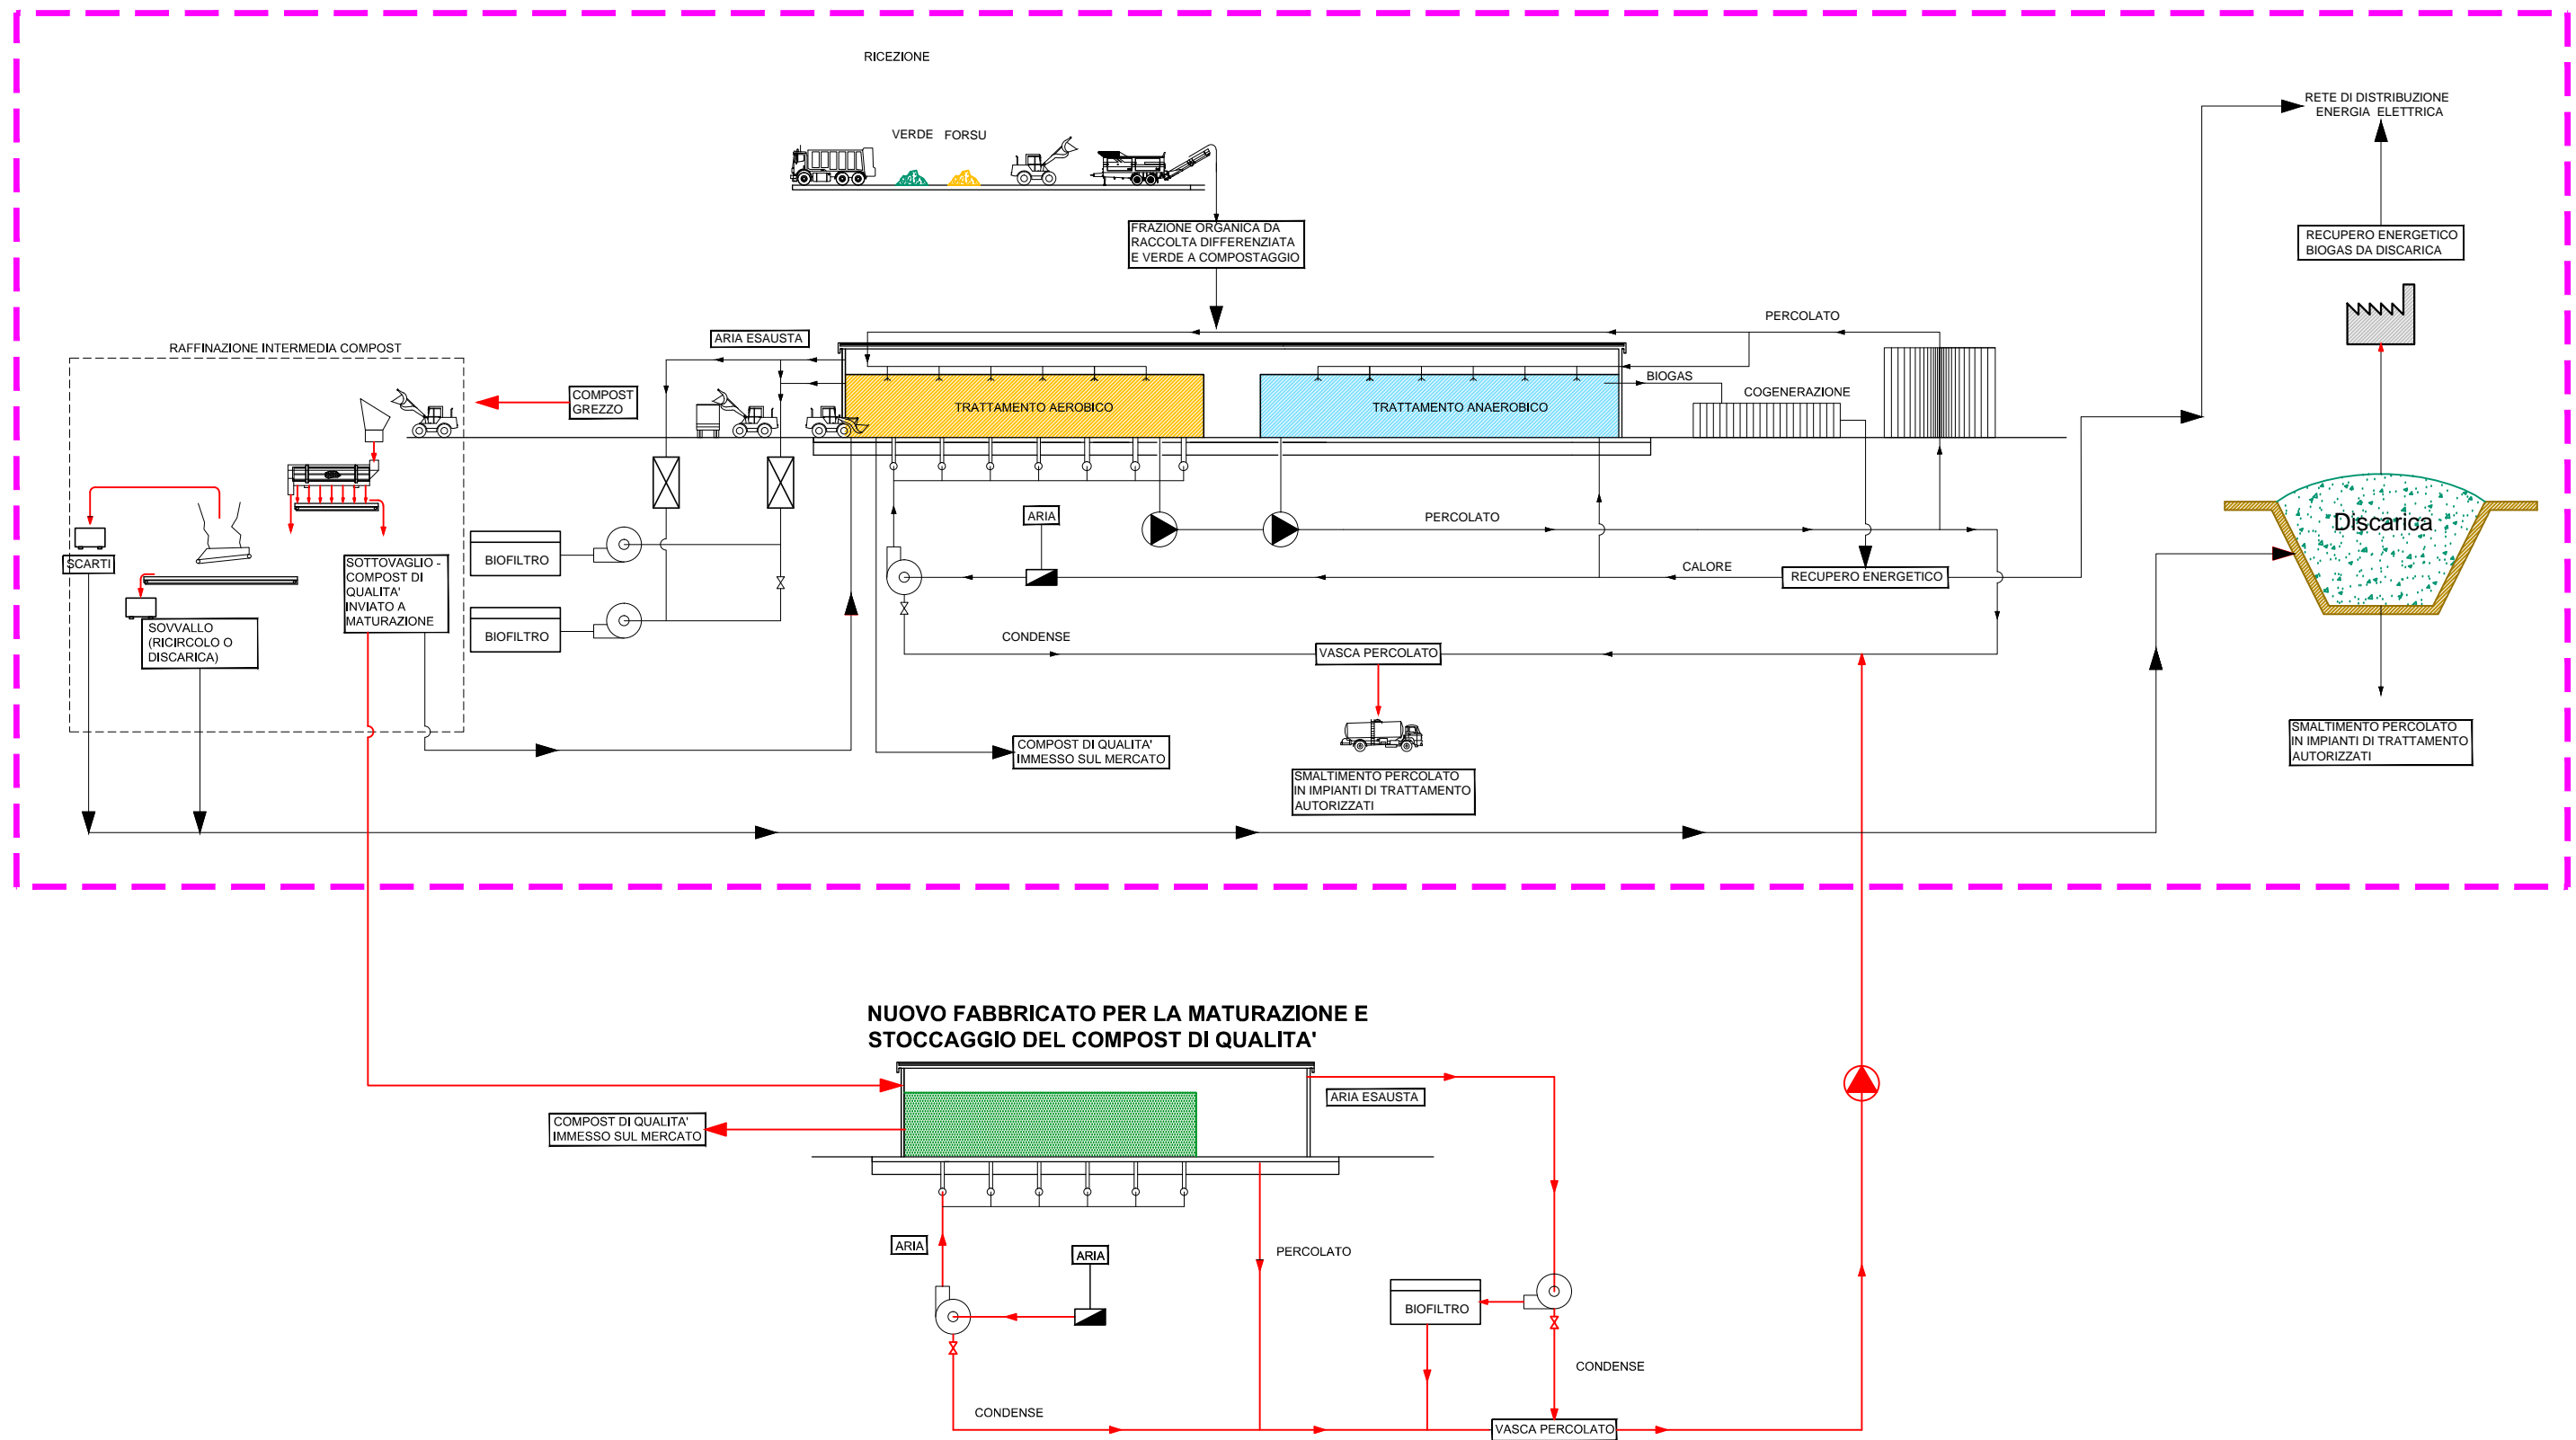 RICEZIONE
RETE DI DISTRIBUZIONE
ENERGIA ELETTRICA
VERDE FORSU
FRAZIONE ORGANICA DA
RACCOLTA DIFFERENZIATA
E VERDE A COMPOSTAGGIO
RECUPERO ENERGETICO
BIOGAS DA DISCARICA
PERCOLATO
ARIA ESAUSTA
RAFFINAZIONE INTERMEDIA COMPOST
BIOGAS
COGENERAZIONE
COMPOST
GREZZO
TRATTAMENTO AEROBICO
TRATTAMENTO ANAEROBICO
ARIA
PERCOLATO
Discarica
SCARTI
SOTTOVAGLIO -
COMPOST DI
QUALITA'
INVIATO A
MATURAZIONE
BIOFILTRO
CALORE
RECUPERO ENERGETICO
SOVVALLO
(RICIRCOLO O
DISCARICA)
BIOFILTRO
CONDENSE
VASCA PERCOLATO
COMPOST DI QUALITA'
IMMESSO SUL MERCATO
SMALTIMENTO PERCOLATO
IN IMPIANTI DI TRATTAMENTO
AUTORIZZATI
SMALTIMENTO PERCOLATO
IN IMPIANTI DI TRATTAMENTO
AUTORIZZATI
NUOVO FABBRICATO PER LA MATURAZIONE E
STOCCAGGIO DEL COMPOST DI QUALITA'
ARIA ESAUSTA
COMPOST DI QUALITA'
IMMESSO SUL MERCATO
ARIA
ARIA
PERCOLATO
BIOFILTRO
CONDENSE
CONDENSE
VASCA PERCOLATO